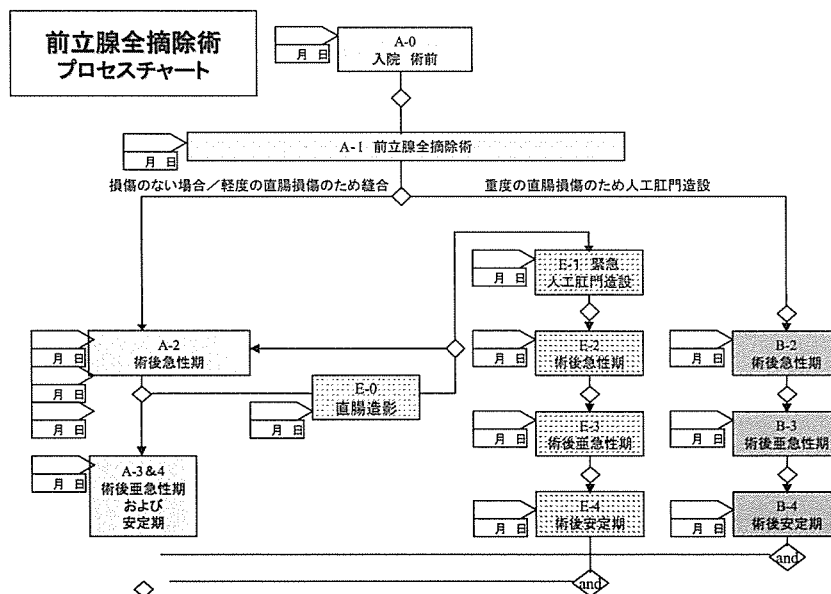 前立腺全摘除術
プロセスチャート
A-0
入院 術前
月 日
A-1 前立腺全摘除術
月 日
損傷のない場合／軽度の直腸損傷のため縫合
重度の直腸損傷のため人工肛門造設
E-1 緊急
人工肛門造設
月 日
A-2
術後急性期
月 日
月 日
月 日
E-2
術後急性期
月 日
B-2
術後急性期
月 日
E-0
直腸造影
月 日
E-3
術後亜急性期
月 日
B-3
術後亜急性期
月 日
A-3&4
術後亜急性期
および
安定期
月 日
E-4
術後安定期
月 日
B-4
術後安定期
月 日
and
and